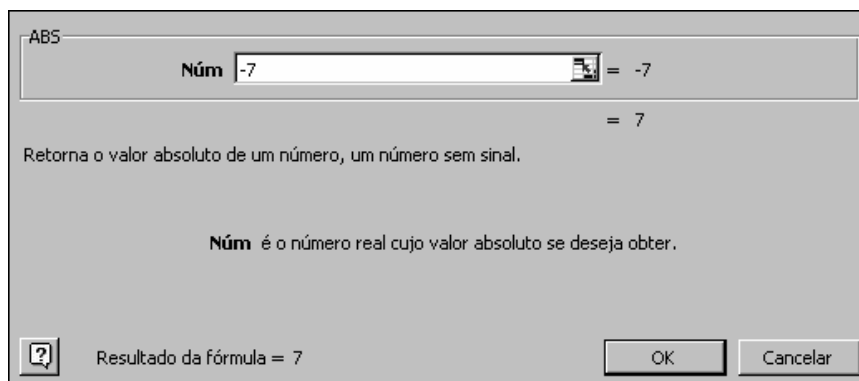 ABS
Núm -7 = -7
= 7
Retorna o valor absoluto de um número, um número sem sinal.
Núm é o número real cujo valor absoluto se deseja obter.
Resultado da fórmula = 7 OK Cancelar